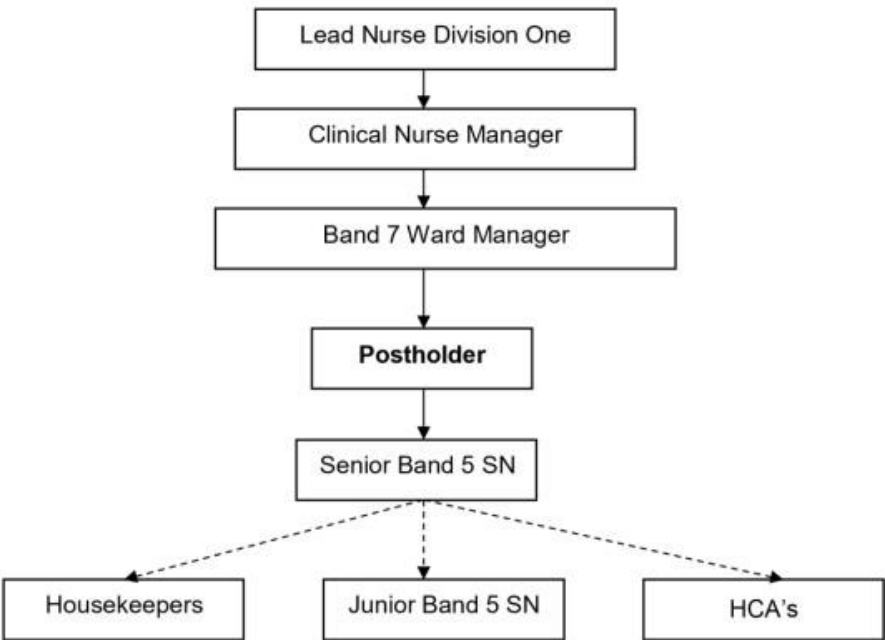 Lead Nurse Division One
Clinical Nurse Manager
Band 7 Ward Manager
Postholder
Senior Band 5 SN
Housekeepers
Junior Band 5 SN
HCA's